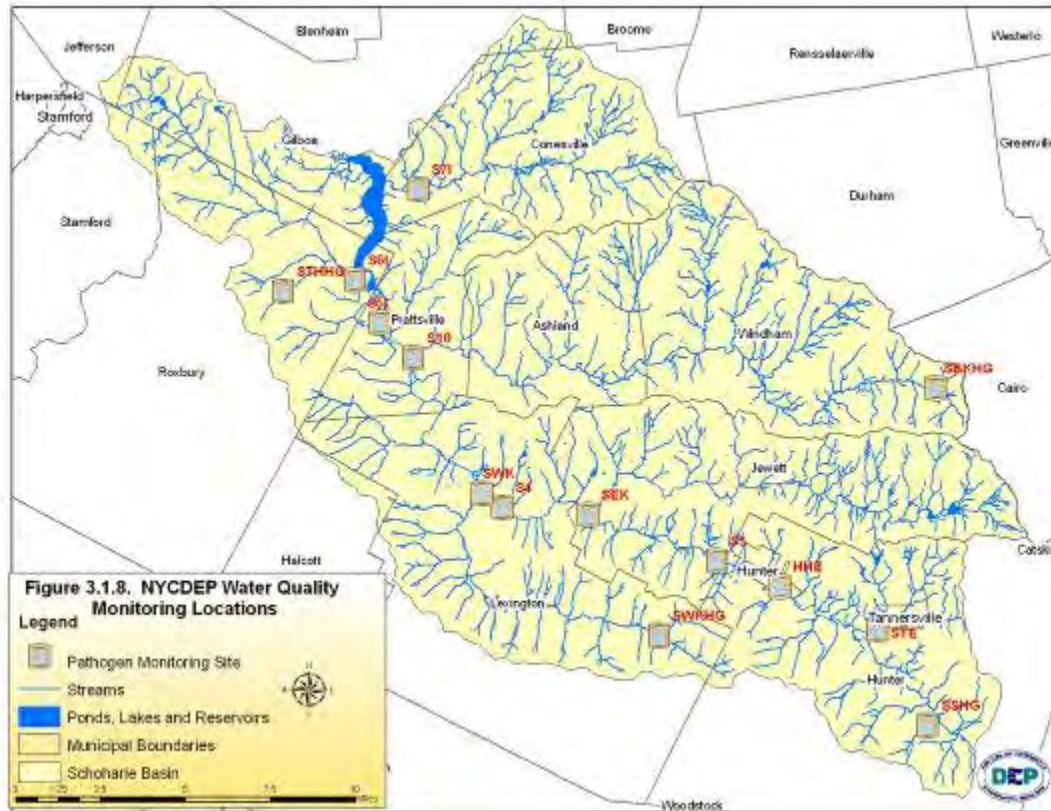 Blenheim
Broome
Westerlo
Jefferson
Rensselaerville
Harpersfield
Stamford
Gilboa
Conesville
Greenville
S7I
Durham
Stamford
STHHG
Prattsville
Ashland
Windham
S10
Roxbury
SBKHG
Cairo
Jewett
SWK
S4
SEK
Halcott
S5
Hunter
Lexington
SWKHG
Tannersville
STE
Hunter
SSHG
Figure 3.1.8. NYCDEP Water Quality
Monitoring Locations
Legend
Pathogen Monitoring Site
Streams
Ponds, Lakes and Reservoirs
Municipal Boundaries
Schoharie Basin
DEP
Woodstock